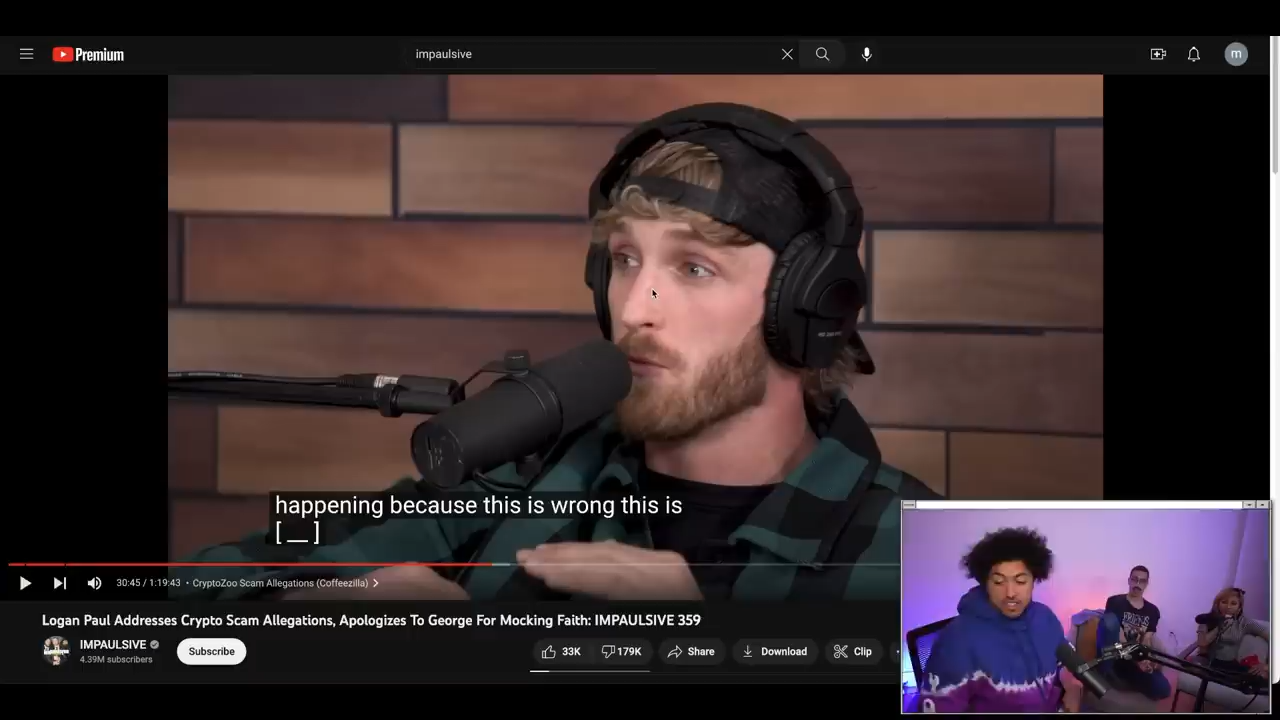 Premium
impaulsive
m
happening because this is wrong this is
[ __ ]
30:45 / 1:19:43 • CryptoZoo Scam Allegations (Coffeezilla)
Logan Paul Addresses Crypto Scam Allegations, Apologizes To George For Mocking Faith: IMPAULSIVE 359
IMPAULSIVE
4.39M subscribers
Subscribe
33K
179K
Share
Download
Clip